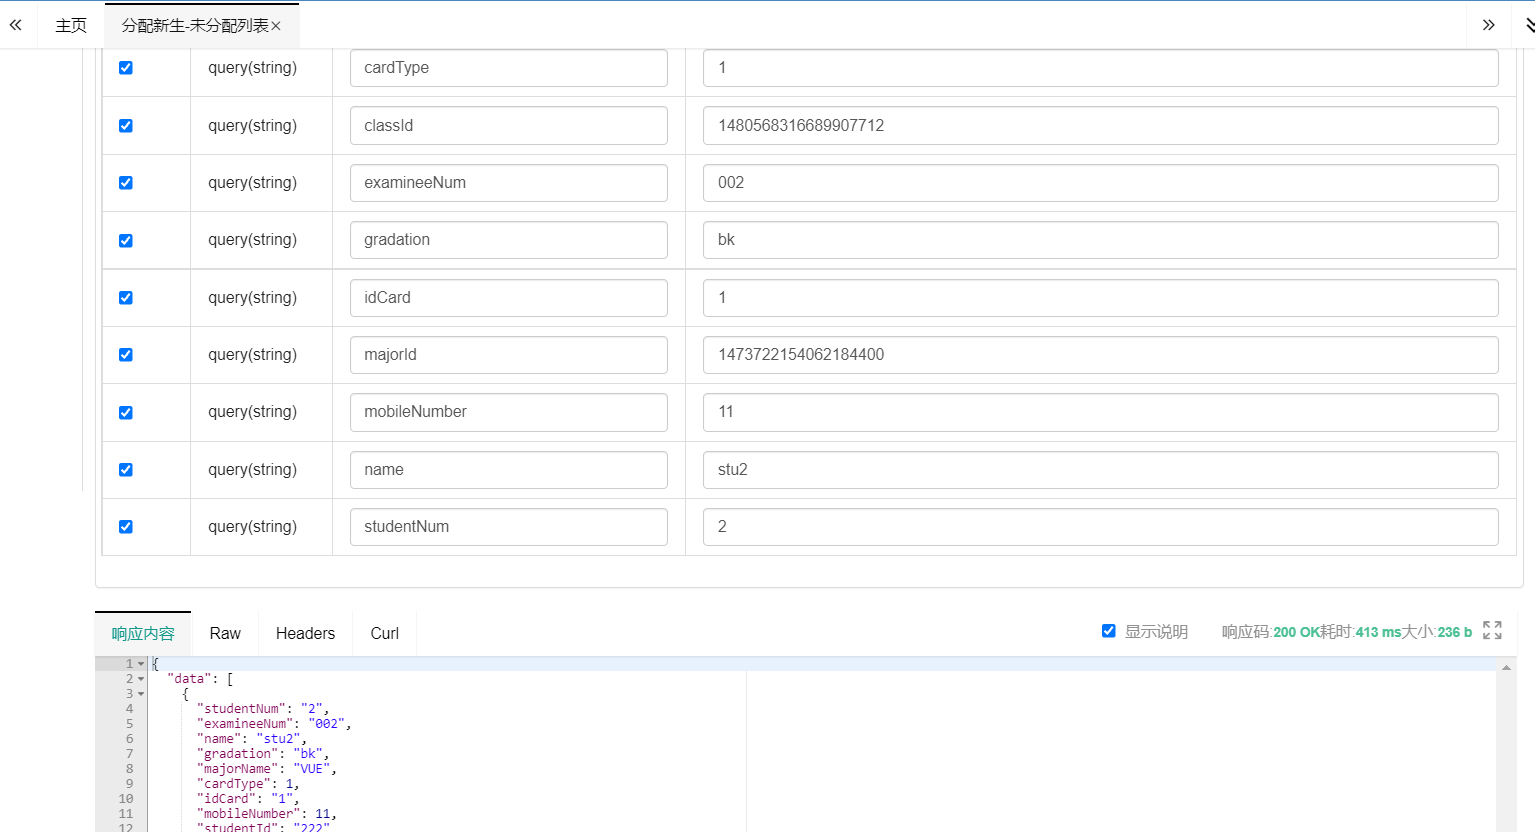 主页 分配新生-未分配列表×
query(string) cardType 1
query(string) classId 1480568316689907712
query(string) examineeNum 002
query(string) gradation bk
query(string) idCard 1
query(string) majorId 1473722154062184400
query(string) mobileNumber 11
query(string) name stu2
query(string) studentNum 2
响应内容 Raw Headers Curl 显示说明 响应码:200 OK耗时:413 ms大小:236 b
1 {
2 "data": [
3 {
4 "studentNum": "2",
5 "examineeNum": "002",
6 "name": "stu2",
7 "gradation": "bk",
8 "majorName": "VUE",
9 "cardType": 1,
10 "idCard": "1",
11 "mobileNumber": 11,
12 "studentId": "222"